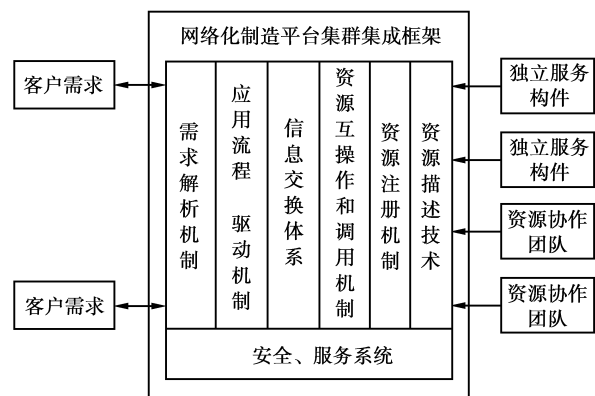 网络化制造平台集群集成框架
客户需求
客户需求
需求解析机制
应用流程 驱动机制
信息交换体系
资源互操作和调用机制
资源注册机制
资源描述技术
安全、服务系统
独立服务
构件
独立服务
构件
资源协作
团队
资源协作
团队